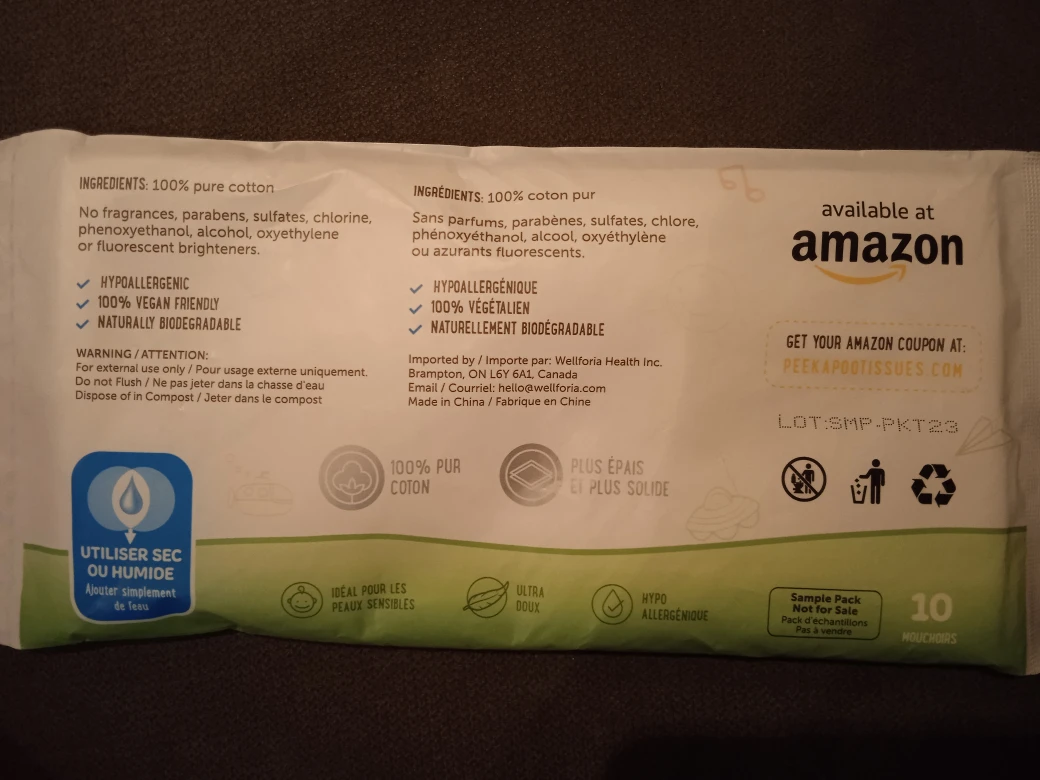 INGREDIENTS: 100% pure cotton
No fragrances, parabens, sulfates, chlorine,
phenoxyethanol, alcohol, oxyethylene
or fluorescent brighteners.
HYPOALLERGENIC
100% VEGAN FRIENDLY
NATURALLY BIODEGRADABLE
WARNING / ATTENTION:
For external use only / Pour usage externe uniquement.
Do not Flush / Ne pas jeter dans la chasse d'eau
Dispose of in Compost / Jeter dans le compost
INGRÉDIENTS: 100% coton pur
Sans parfums, parabènes, sulfates, chlore,
phénoxyéthanol, alcool, oxyéthylène
ou azurants fluorescents.
HYPOALLERGÉNIQUE
100% VÉGÉTALIEN
NATURELLEMENT BIODÉGRADABLE
Imported by / Importe par: Wellforia Health Inc.
Brampton, ON L6Y 6A1, Canada
Email / Courriel: hello@wellforia.com
Made in China / Fabrique en Chine
available at
amazon
GET YOUR AMAZON COUPON AT:
PEEKAPOOTISSUES.COM
LOT:SMP-PKT23
100% PUR
COTON
PLUS ÉPAIS
ET PLUS SOLIDE
UTILISER SEC
OU HUMIDE
Ajouter simplement
de l'eau
IDÉAL POUR LES
PEAUX SENSIBLES
ULTRA
DOUX
HYPO
ALLERGÉNIQUE
Sample Pack
Not for Sale
Pack d'échantillons
Pas à vendre
10
MOUCHOIRS